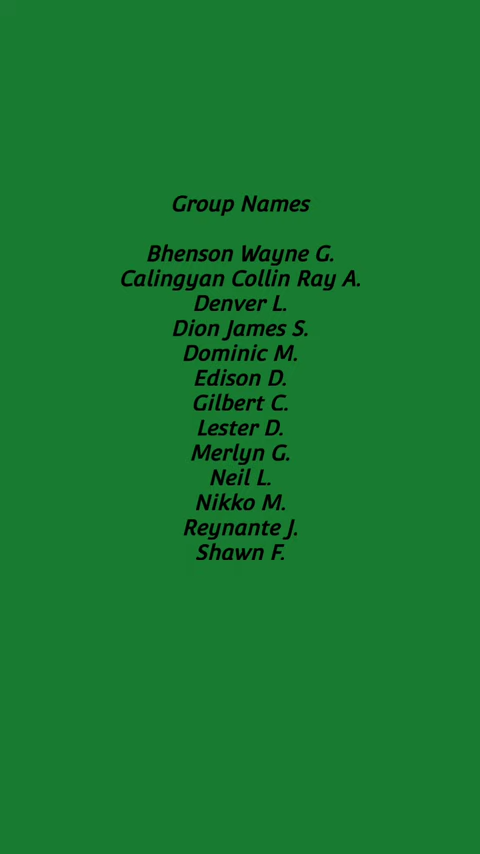 Group Names
Bhenson Wayne G.
Calingyan Collin Ray A.
Denver L.
Dion James S.
Dominic M.
Edison D.
Gilbert C.
Lester D.
Merlyn G.
Neil L.
Nikko M.
Reynante J.
Shawn F.